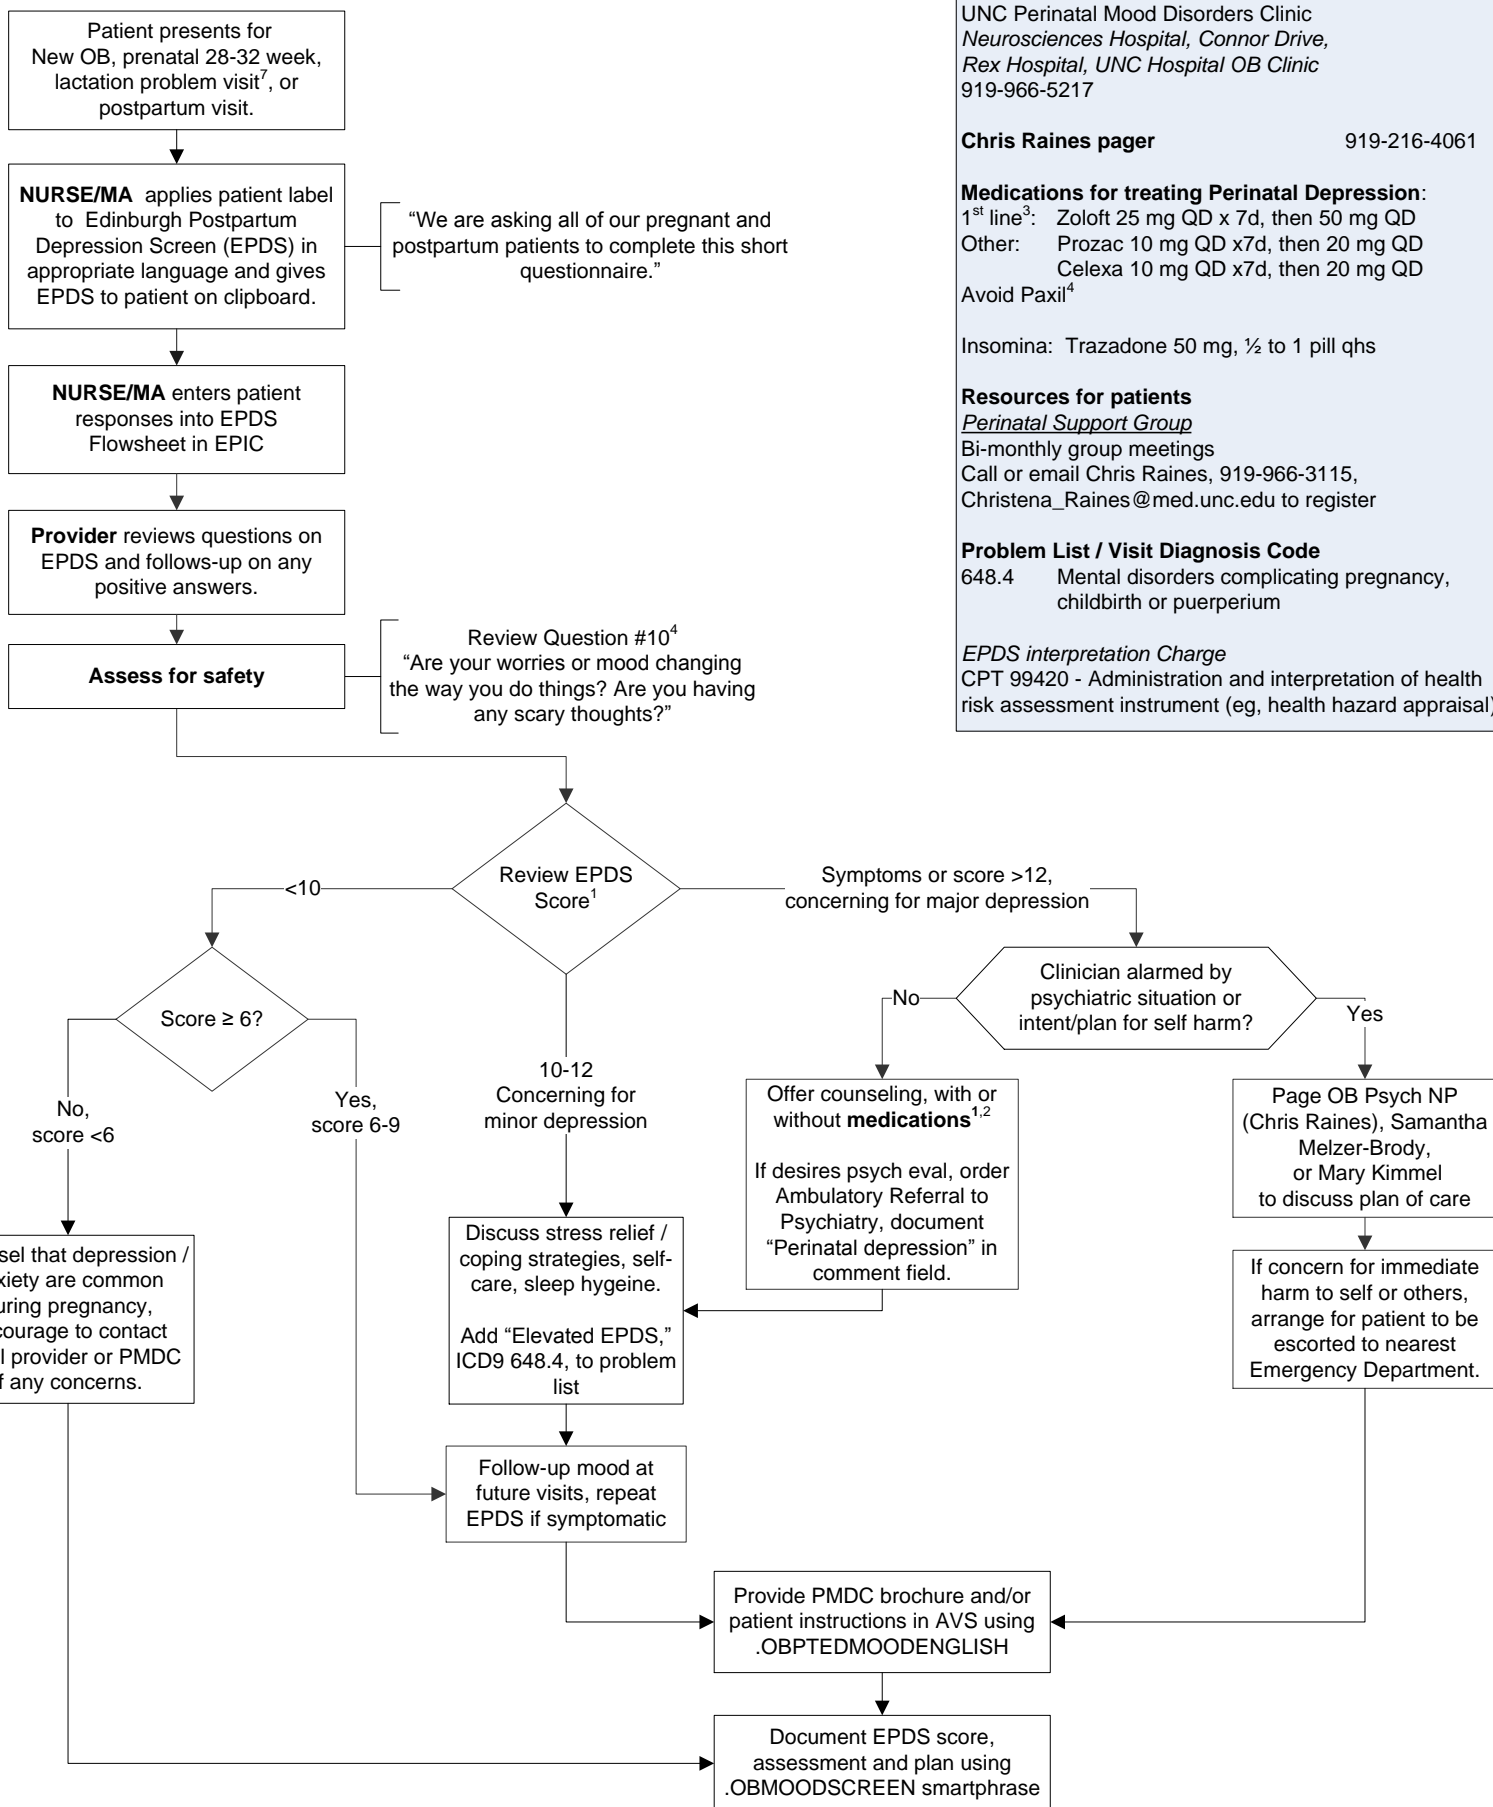 Patient presents for
New OB, prenatal 28-32 week,
lactation problem visit7, or
postpartum visit.
NURSE/MA applies patient label
to Edinburgh Postpartum
Depression Screen (EPDS) in
appropriate language and gives
EPDS to patient on clipboard.
“We are asking all of our pregnant and
postpartum patients to complete this short
questionnaire.”
NURSE/MA enters patient
responses into EPDS
Flowsheet in EPIC
Provider reviews questions on
EPDS and follows-up on any
positive answers.
Assess for safety
Review Question #104
“Are your worries or mood changing
the way you do things? Are you having
any scary thoughts?”
UNC Perinatal Mood Disorders Clinic
Neurosciences Hospital, Connor Drive,
Rex Hospital, UNC Hospital OB Clinic
919-966-5217
Chris Raines pager 919-216-4061
Medications for treating Perinatal Depression:
1st line3: Zoloft 25 mg QD x 7d, then 50 mg QD
Other: Prozac 10 mg QD x7d, then 20 mg QD
Celexa 10 mg QD x7d, then 20 mg QD
Avoid Paxil4
Insomina: Trazadone 50 mg, ½ to 1 pill qhs
Resources for patients
Perinatal Support Group
Bi-monthly group meetings
Call or email Chris Raines, 919-966-3115,
Christena_Raines@med.unc.edu to register
Problem List / Visit Diagnosis Code
648.4 Mental disorders complicating pregnancy,
childbirth or puerperium
EPDS interpretation Charge
CPT 99420 - Administration and interpretation of health
risk assessment instrument (eg, health hazard appraisal)
Review EPDS
Score1
<10
Symptoms or score >12,
concerning for major depression
Score ≥ 6?
No,
score <6
Yes,
score 6-9
10-12
Concerning for
minor depression
Clinician alarmed by
psychiatric situation or
intent/plan for self harm?
No
Yes
Offer counseling, with or
without medications1,2
If desires psych eval, order
Ambulatory Referral to
Psychiatry, document
“Perinatal depression” in
comment field.
Page OB Psych NP
(Chris Raines), Samantha
Melzer-Brody,
or Mary Kimmel
to discuss plan of care
If concern for immediate
harm to self or others,
arrange for patient to be
escorted to nearest
Emergency Department.
sel that depression /
xiety are common
uring pregnancy,
courage to contact
l provider or PMDC
f any concerns.
Discuss stress relief /
coping strategies, self-
care, sleep hygeine.
Add “Elevated EPDS,”
ICD9 648.4, to problem
list
Follow-up mood at
future visits, repeat
EPDS if symptomatic
Provide PMDC brochure and/or
patient instructions in AVS using
.OBPTEDMOODENGLISH
Document EPDS score,
assessment and plan using
.OBMOODSCREEN smartphrase